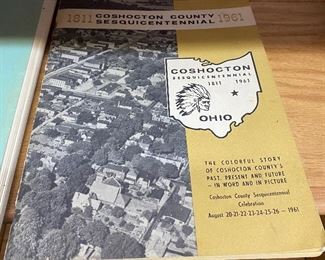 1811 COSHOCTON COUNTY 1961
SESQUICENTENNIAL
COSHOCTON
SESQUICENTENNIAL
1811 1961
OHIO
THE COLORFUL STORY
OF COSHOCTON COUNTY'S
PAST, PRESENT AND FUTURE
— IN WORD AND IN PICTURE
Coshocton County Sesquicentennial
Celebration
August 20-21-22-23-24-25-26 — 1961